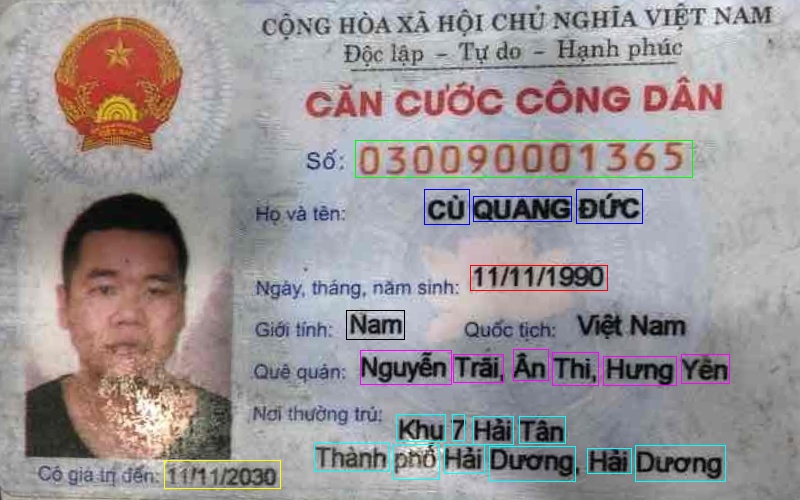 CỘNG HÒA XÃ HỘI CHỦ NGHĨA VIỆT NAM
Độc lập - Tự do - Hạnh phúc
CĂN CƯỚC CÔNG DÂN
Số: 030090001365
Họ và tên: CÙ QUANG ĐỨC
Ngày, tháng, năm sinh: 11/11/1990
Giới tính: Nam Quốc tịch: Việt Nam
Quê quán: Nguyễn Trãi, Ân Thi, Hưng Yên
Nơi thường trú: Khu 7 Hải Tân
Thành phố Hải Dương, Hải Dương
Có giá trị đến: 11/11/2030